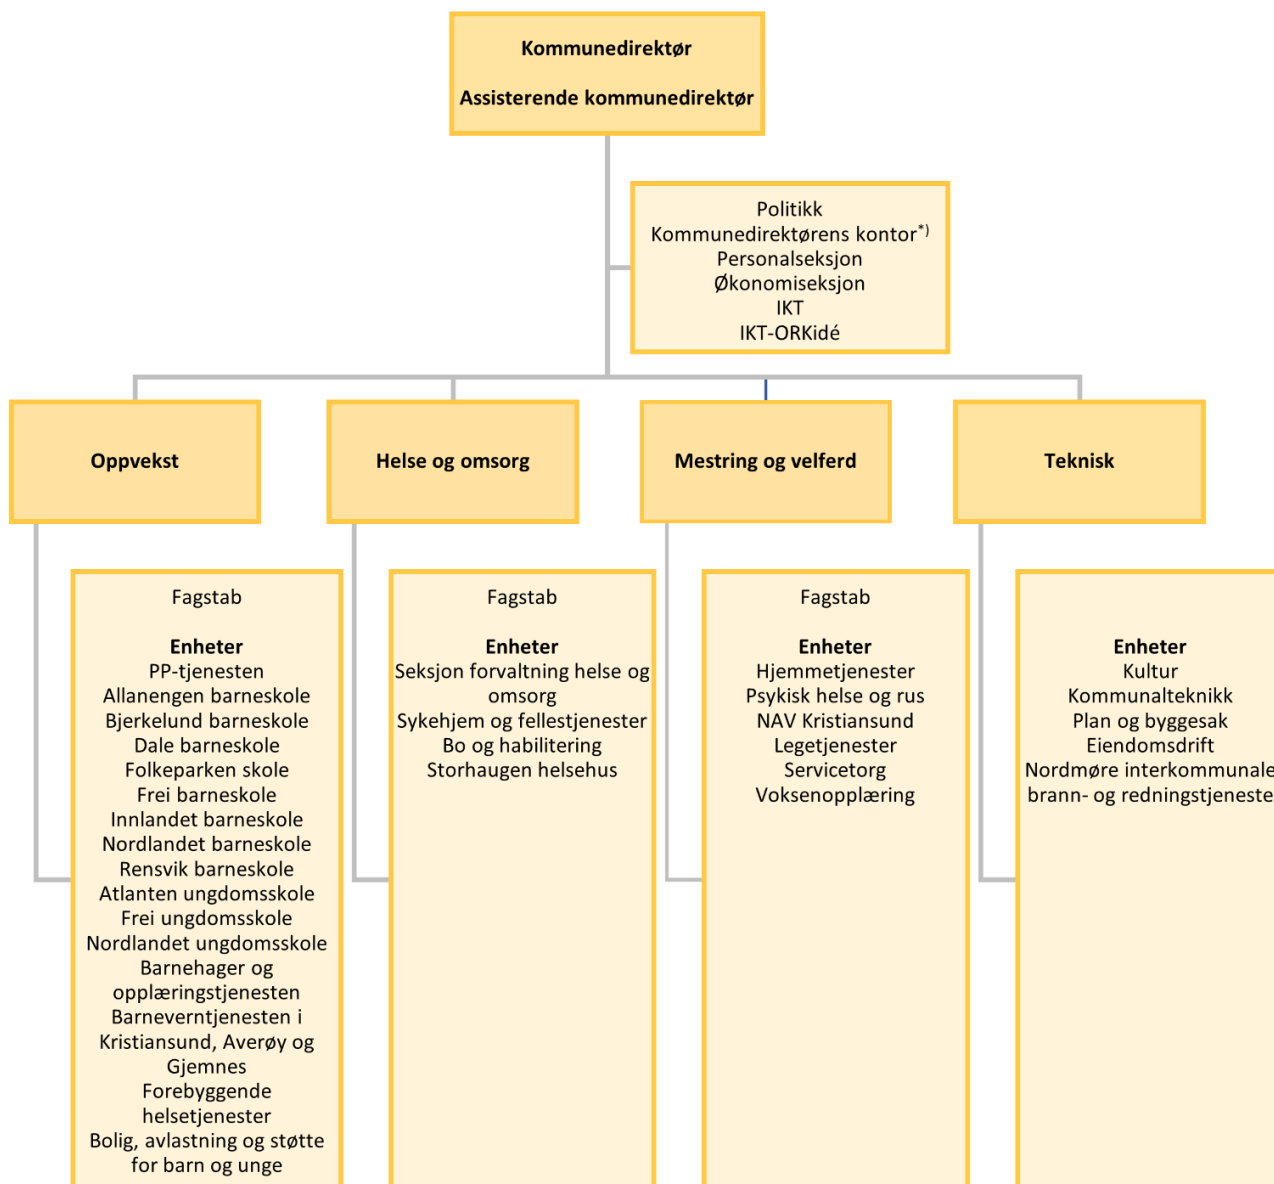 Kommunedirektør
Assisterende kommunedirektør
Politikk
Kommunedirektørens kontor*)
Personalseksjon
Økonomiseksjon
IKT
IKT-ORKidé
Oppvekst
Helse og omsorg
Mestring og velferd
Teknisk
Fagstab
Enheter
PP-tjenesten
Allanengen barneskole
Bjerkelund barneskole
Dale barneskole
Folkeparken skole
Frei barneskole
Innlandet barneskole
Nordlandet barneskole
Rensvik barneskole
Atlanten ungdomsskole
Frei ungdomsskole
Nordlandet ungdomsskole
Barnehager og
opplæringstjenesten
Barneverntjenesten i
Kristiansund, Averøy og
Gjemnes
Forebyggende
helsetjenester
Bolig, avlastning og støtte
for barn og unge
Fagstab
Enheter
Seksjon forvaltning helse og
omsorg
Sykehjem og fellestjenester
Bo og habilitering
Storhaugen helsehus
Fagstab
Enheter
Hjemmetjenester
Psykisk helse og rus
NAV Kristiansund
Legetjenester
Servicetorg
Voksenopplæring
Enheter
Kultur
Kommunalteknikk
Plan og byggesak
Eiendomsdrift
Nordmøre interkommunale
brann- og redningstjeneste